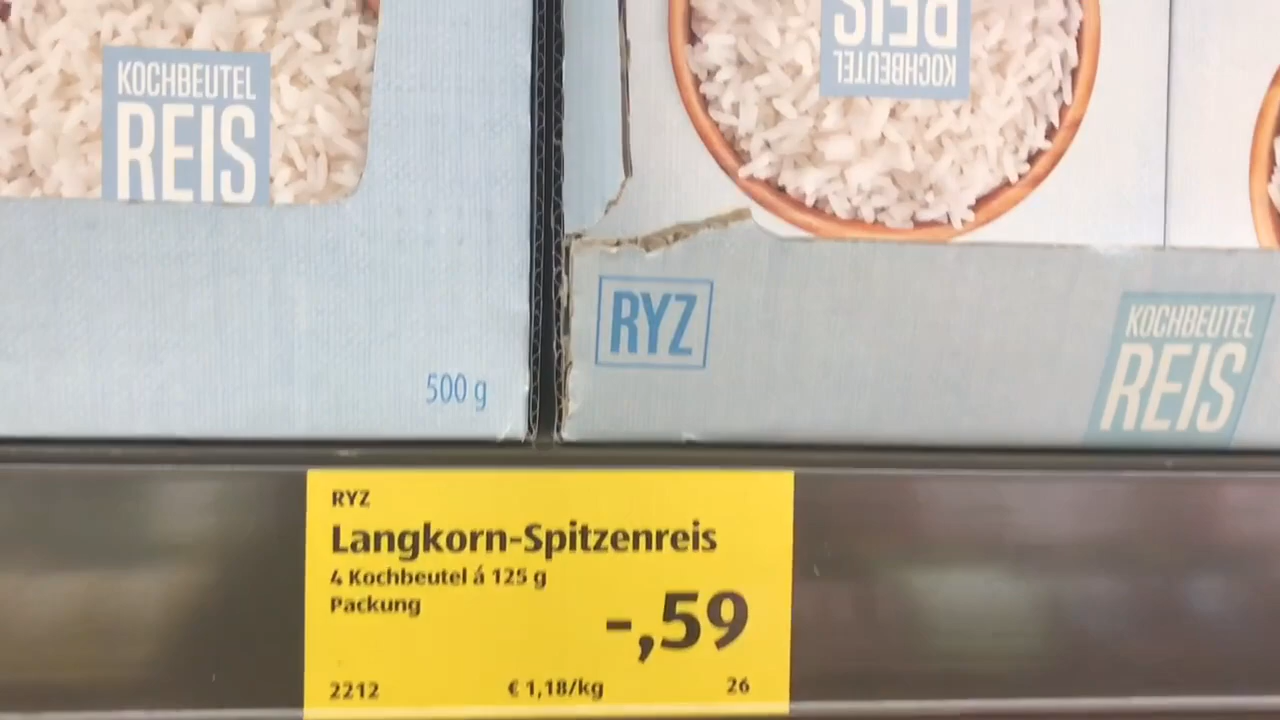 KOCHBEUTEL
REIS
KOCHBEUTEL
REIS
RYZ
500 g
KOCHBEUTEL
REIS
RYZ
Langkorn-Spitzenreis
4 Kochbeutel á 125 g
Packung
-,59
2212 € 1,18/kg 26